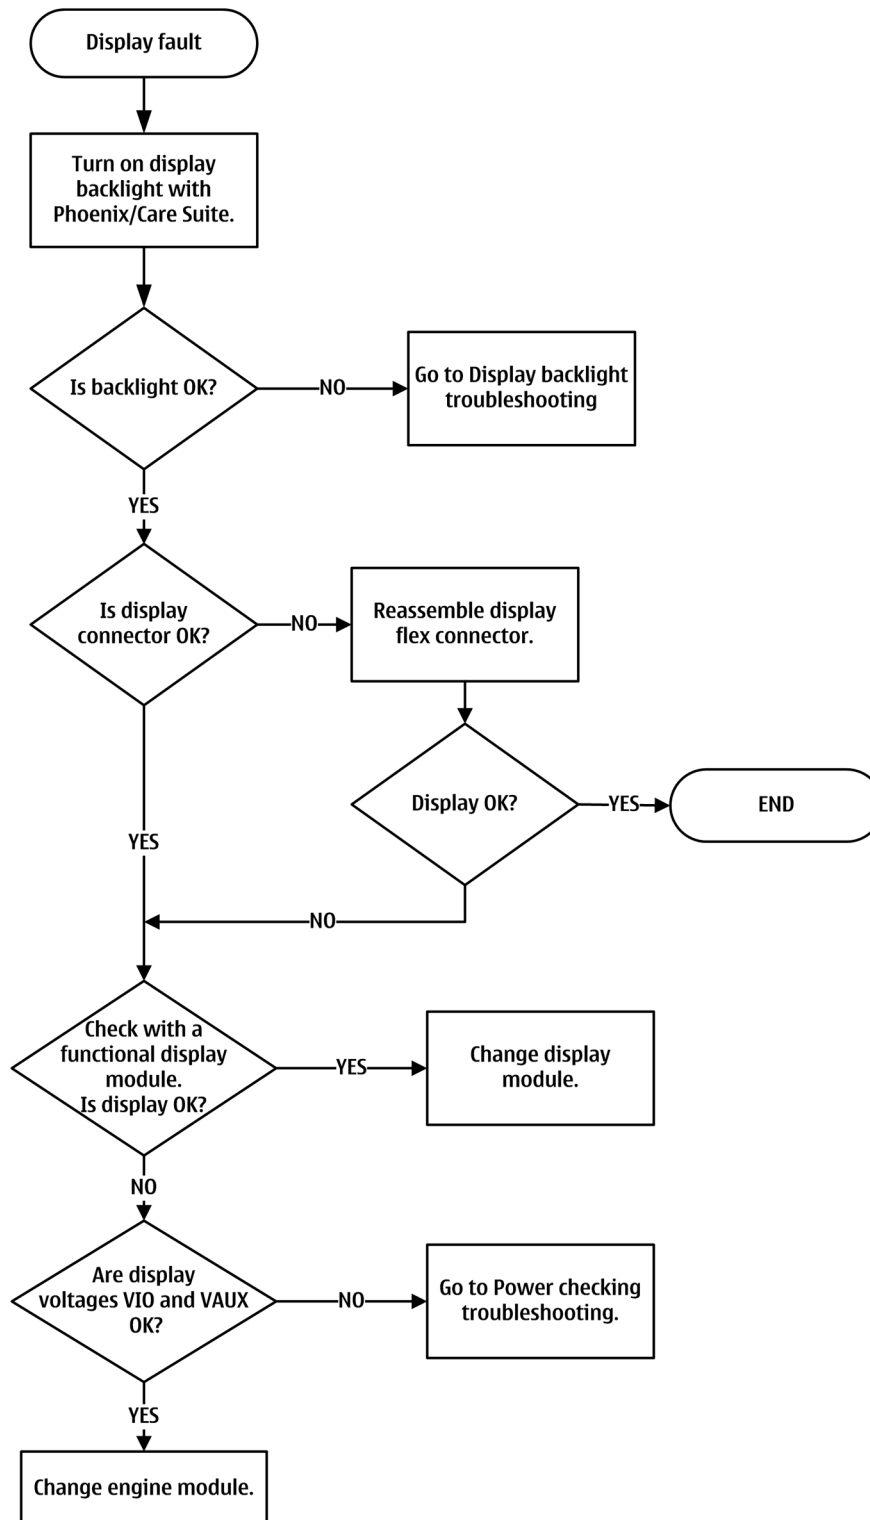 Display fault
Turn on display
backlight with
Phoenix/Care Suite.
Is backlight OK?
NO
Go to Display backlight
troubleshooting
YES
Is display
connector OK?
NO
Reassemble display
flex connector.
Display OK?
YES
END
YES
NO
Check with a
functional display
module.
Is display OK?
YES
Change display
module.
NO
Are display
voltages VIO and VAUX
OK?
NO
Go to Power checking
troubleshooting.
YES
Change engine module.